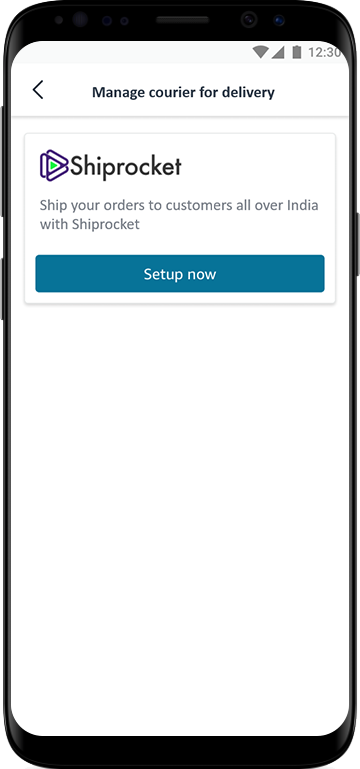 12:30
Manage courier for delivery
Shiprocket
Ship your orders to customers all over India
with Shiprocket
Setup now